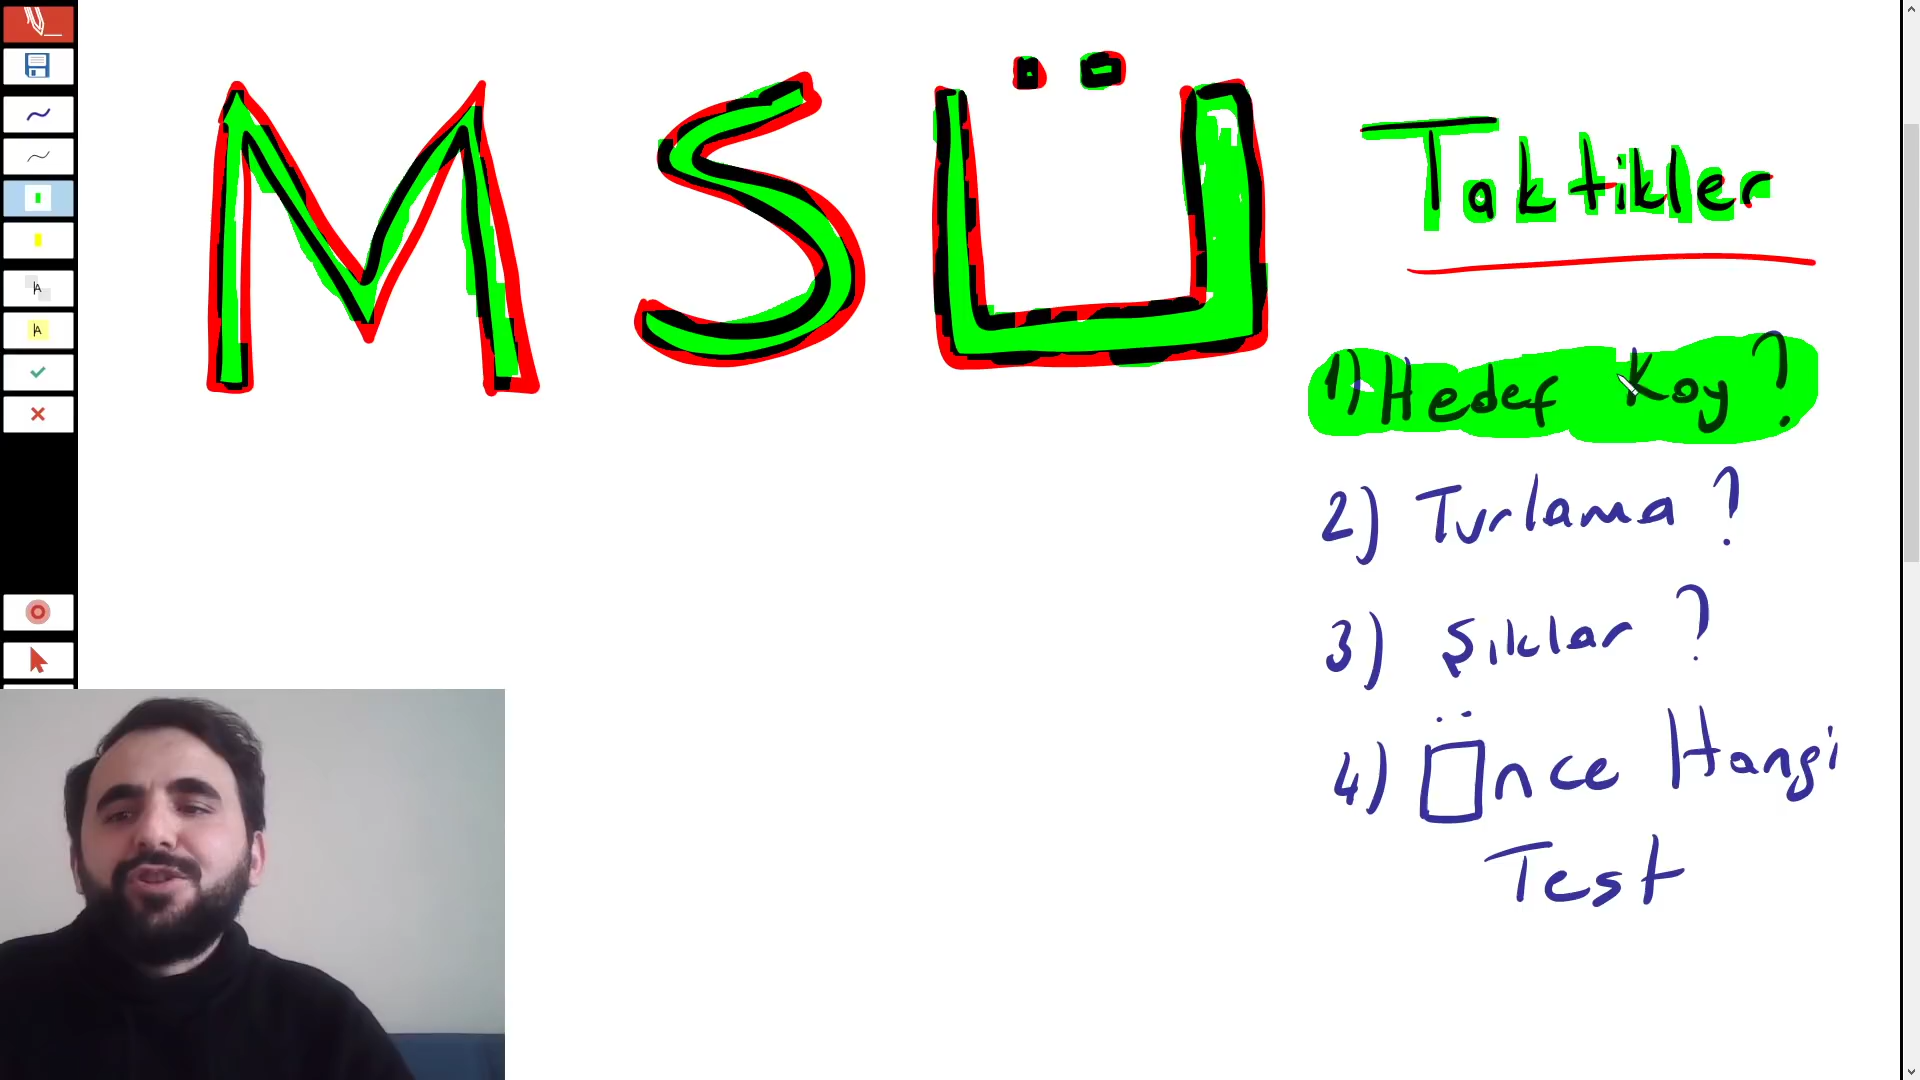 MSÜ
Taktikler
1) Hedef Koy ?
2) Turlama ?
3) Şıklar ?
4) Önce Hangi
Test